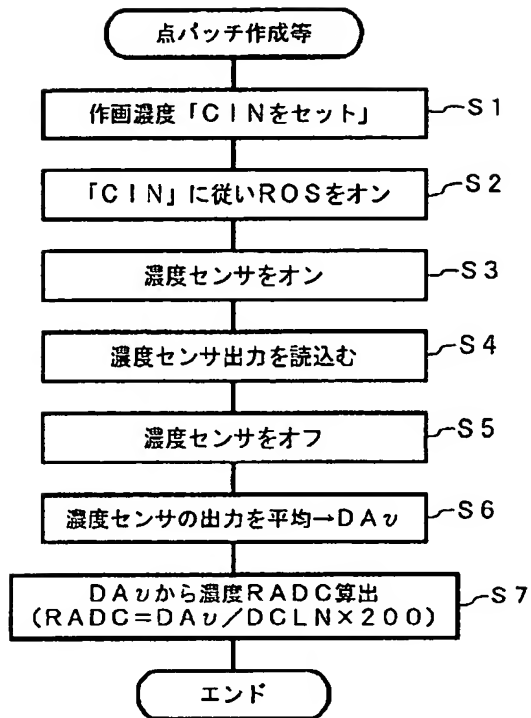 点パッチ作成等
作画濃度「CINをセット」
S1
「CIN」に従いROSをオン
S2
濃度センサをオン
S3
濃度センサ出力を読込む
S4
濃度センサをオフ
S5
濃度センサの出力を平均→DAv
S6
DAvから濃度RADC算出
(RADC=DAv/DCLN×200)
S7
エンド